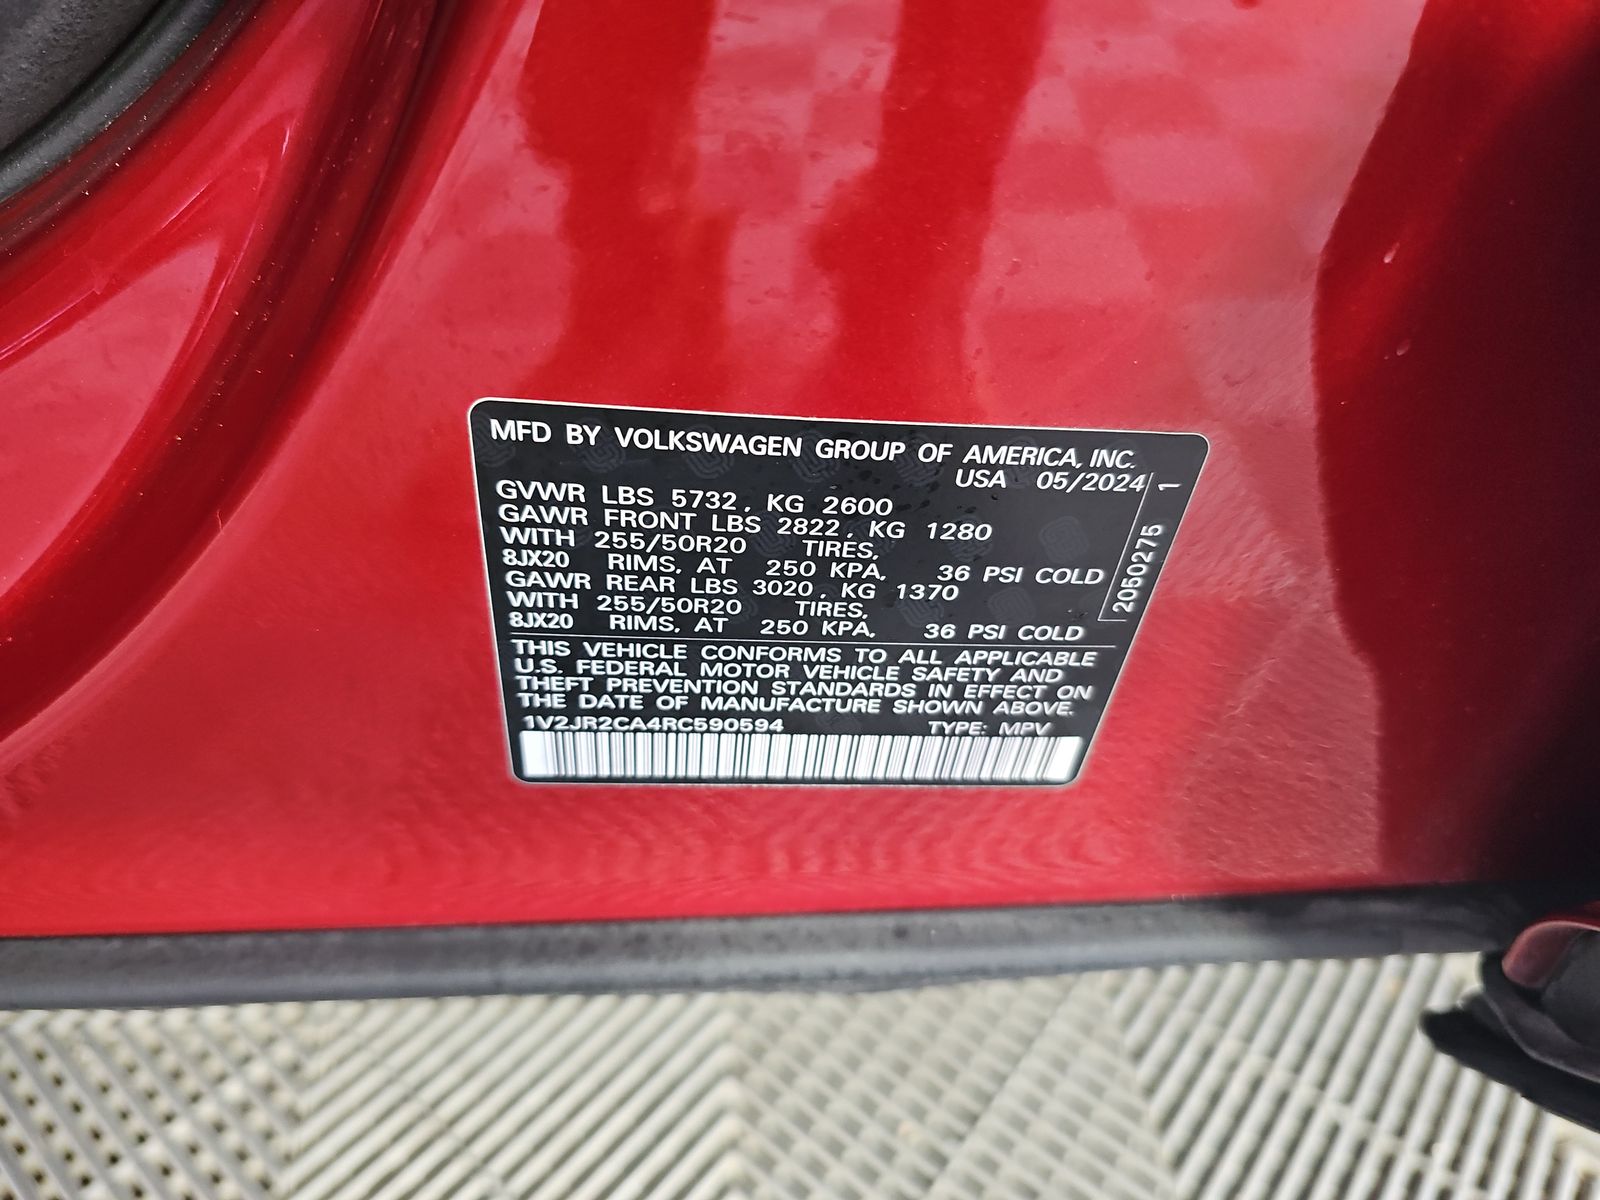 MFD BY VOLKSWAGEN GROUP OF AMERICA, INC.
USA 05/2024
GVWR LBS 5732, KG 2600
GAWR FRONT LBS 2822, KG 1280
WITH 255/50R20 TIRES,
8JX20 RIMS, AT 250 KPA, 36 PSI COLD
GAWR REAR LBS 3020, KG 1370
WITH 255/50R20 TIRES,
8JX20 RIMS, AT 250 KPA, 36 PSI COLD
2050275 1
THIS VEHICLE CONFORMS TO ALL APPLICABLE
U.S. FEDERAL MOTOR VEHICLE SAFETY AND
THEFT PREVENTION STANDARDS IN EFFECT ON
THE DATE OF MANUFACTURE SHOWN ABOVE.
1V2JR2CA4RC590594 TYPE: MPV